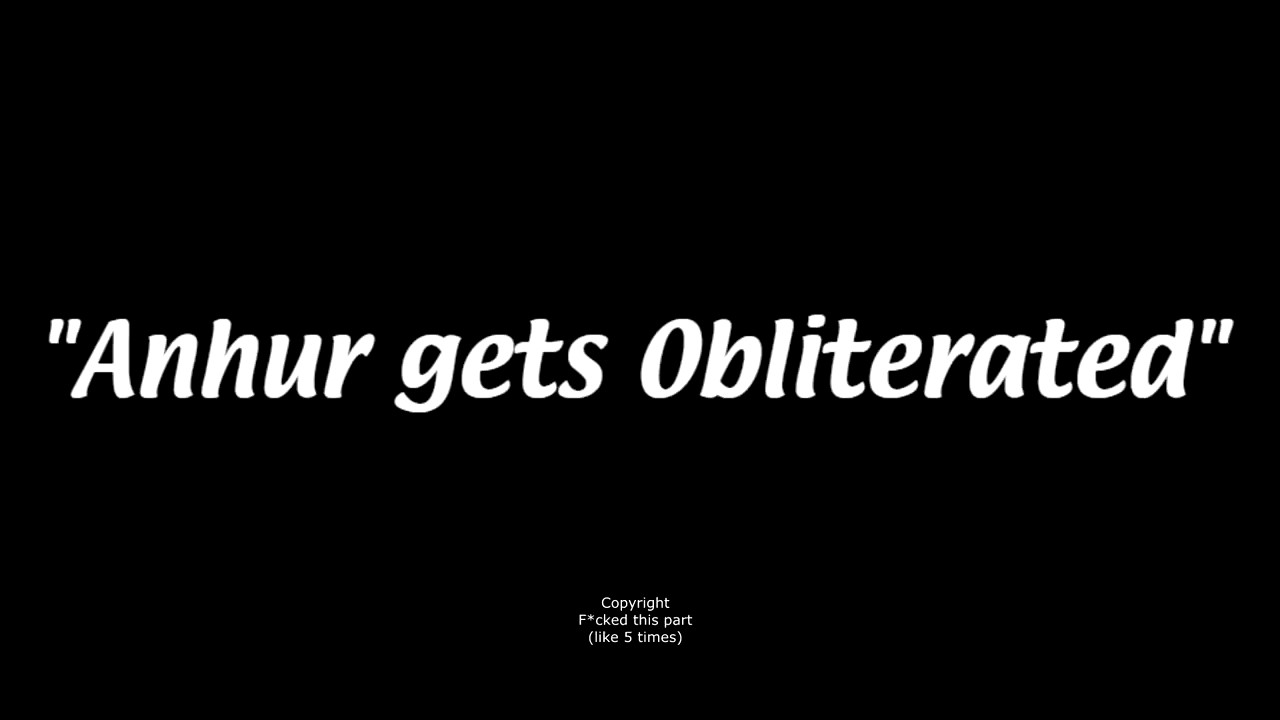 "Anhur gets Obliterated"
Copyright
F*cked this part
(like 5 times)